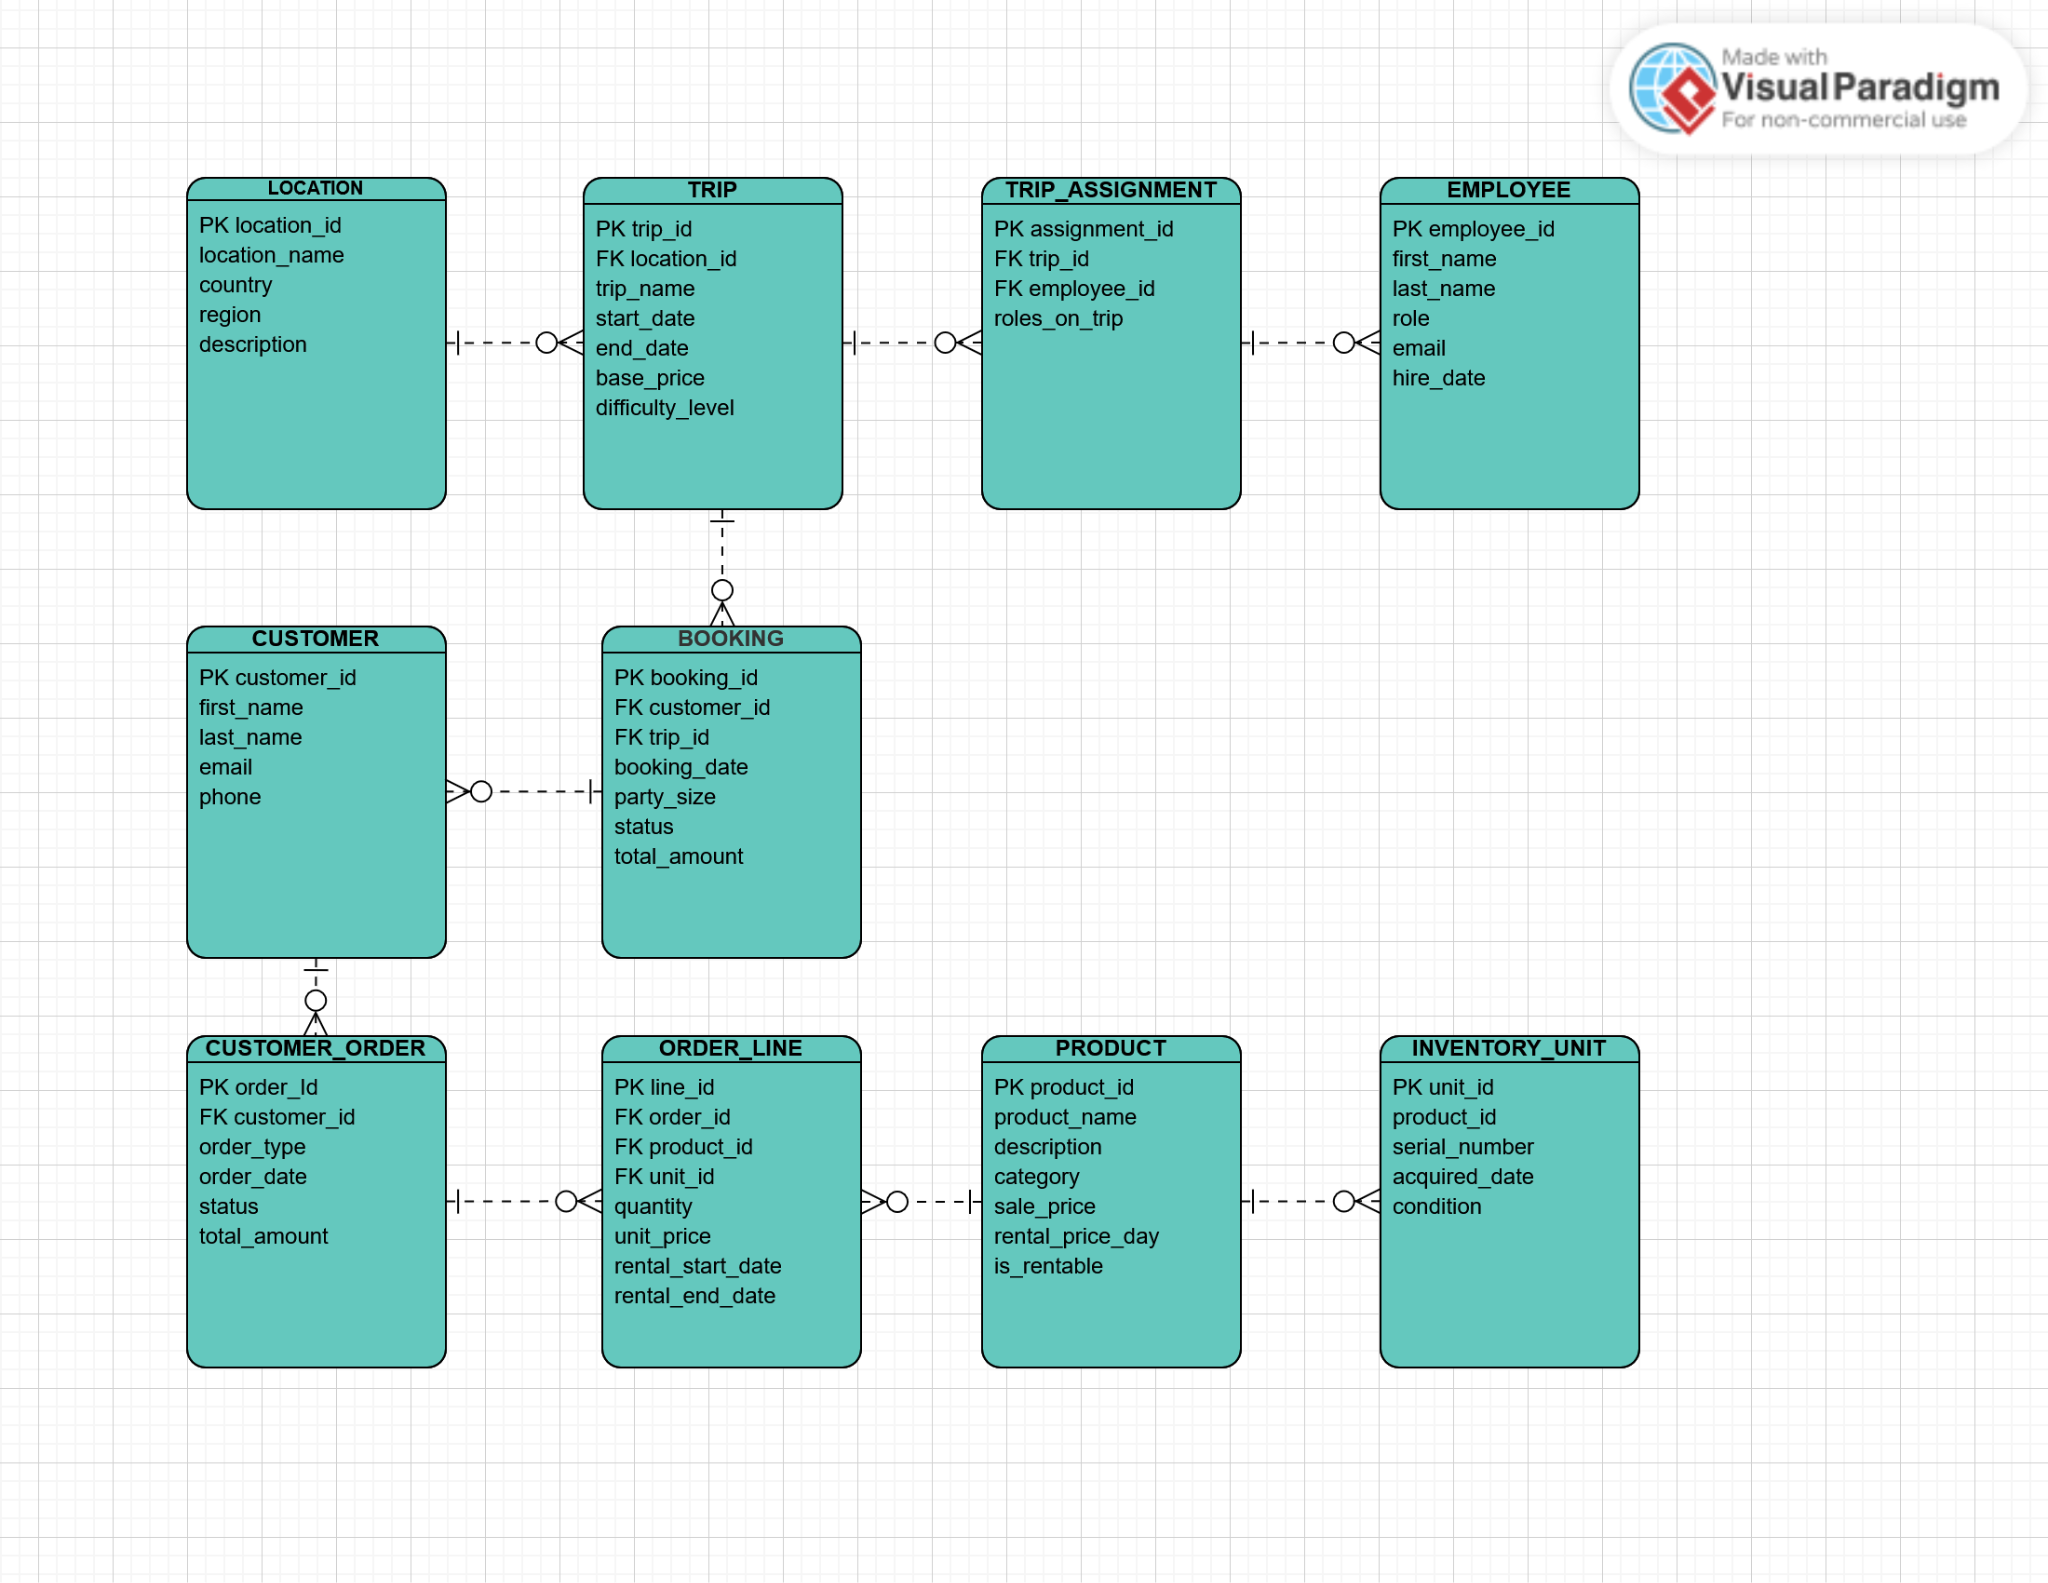 Made with
Visual Paradigm
For non-commercial use
LOCATION
PK location_id
location_name
country
region
description
TRIP
PK trip_id
FK location_id
trip_name
start_date
end_date
base_price
difficulty_level
TRIP_ASSIGNMENT
PK assignment_id
FK trip_id
FK employee_id
roles_on_trip
EMPLOYEE
PK employee_id
first_name
last_name
role
email
hire_date
CUSTOMER
PK customer_id
first_name
last_name
email
phone
BOOKING
PK booking_id
FK customer_id
FK trip_id
booking_date
party_size
status
total_amount
CUSTOMER_ORDER
PK order_Id
FK customer_id
order_type
order_date
status
total_amount
ORDER_LINE
PK line_id
FK order_id
FK product_id
FK unit_id
quantity
unit_price
rental_start_date
rental_end_date
PRODUCT
PK product_id
product_name
description
category
sale_price
rental_price_day
is_rentable
INVENTORY_UNIT
PK unit_id
product_id
serial_number
acquired_date
condition